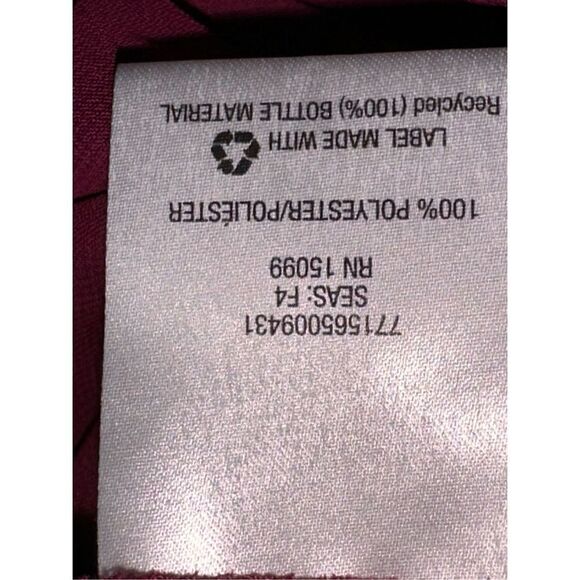 771565009431
SEAS: F4
RN 15099
100% POLYESTER/POLIÉSTER
LABEL MADE WITH
Recycled (100%) BOTTLE MATERIAL